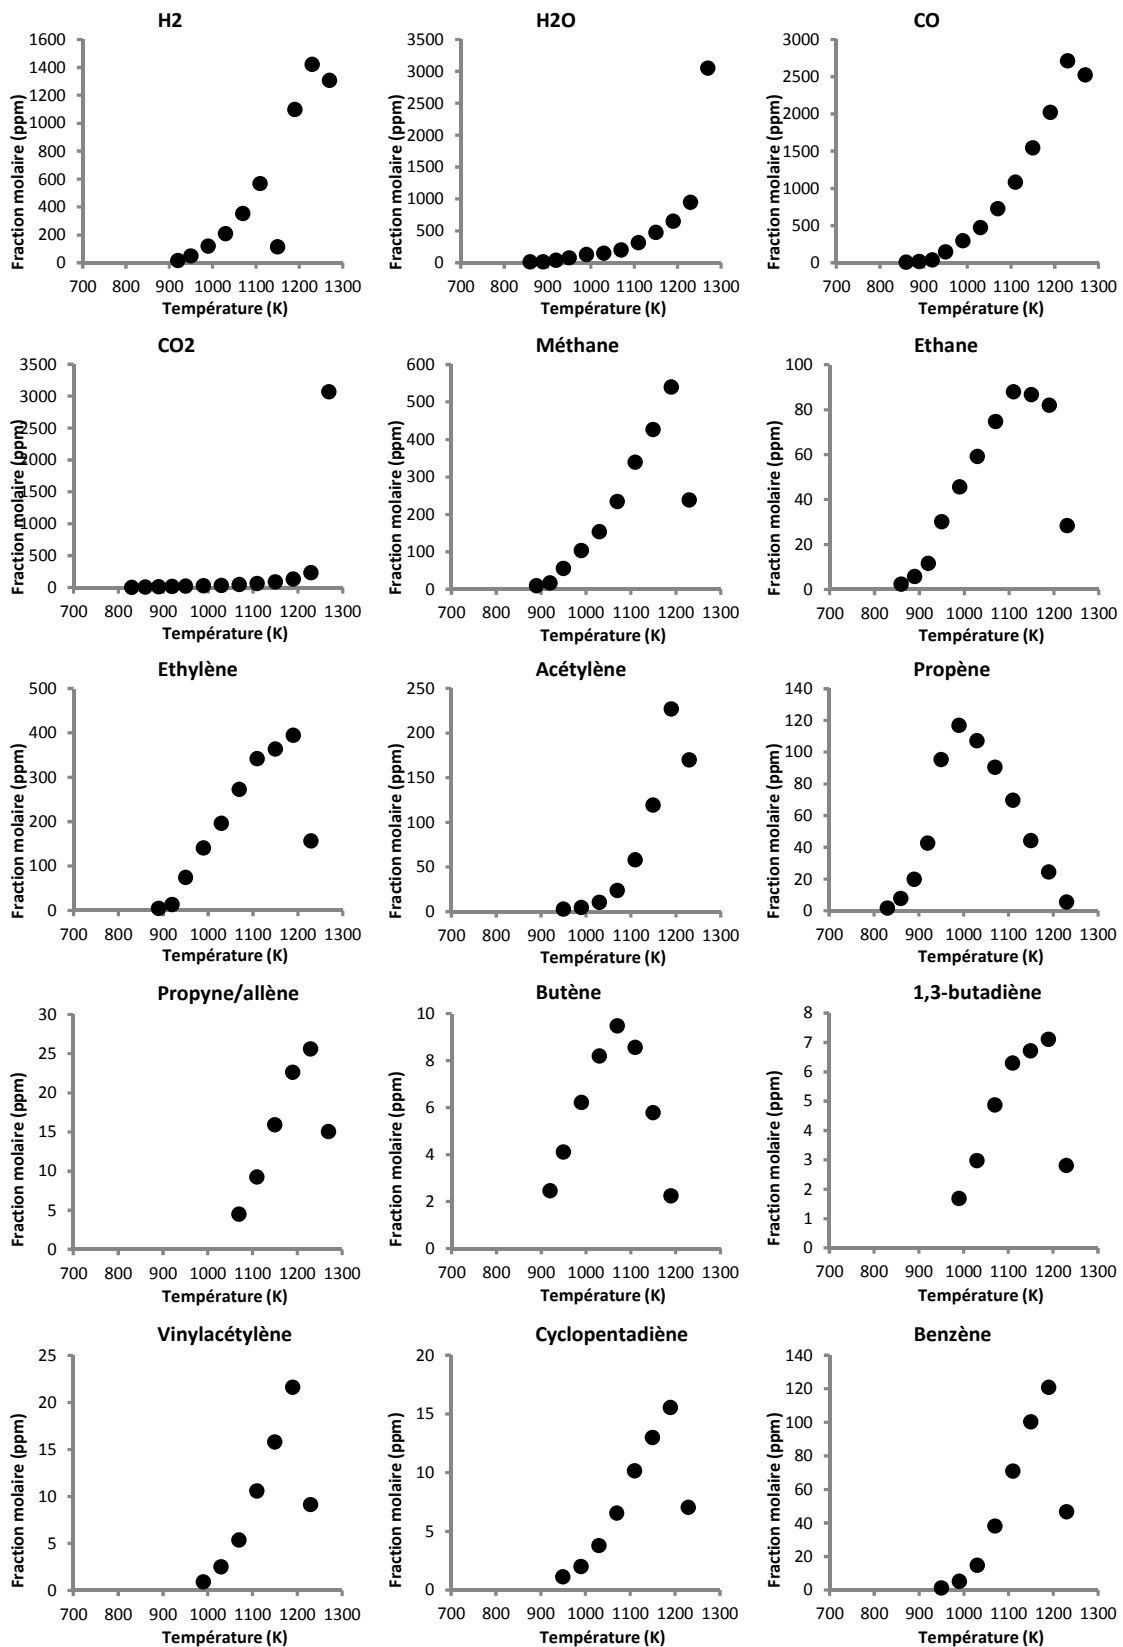 H2
Fraction molaire (ppm)
1600
1400
1200
1000
800
600
400
200
0
700 800 900 1000 1100 1200 1300
Température (K)
H2O
Fraction molaire (ppm)
3500
3000
2500
2000
1500
1000
500
0
700 800 900 1000 1100 1200 1300
Température (K)
CO
Fraction molaire (ppm)
3000
2500
2000
1500
1000
500
0
700 800 900 1000 1100 1200 1300
Température (K)
CO2
Fraction molaire (ppm)
3500
3000
2500
2000
1500
1000
500
0
700 800 900 1000 1100 1200 1300
Température (K)
Méthane
Fraction molaire (ppm)
600
500
400
300
200
100
0
700 800 900 1000 1100 1200 1300
Température (K)
Ethane
Fraction molaire (ppm)
100
80
60
40
20
0
700 800 900 1000 1100 1200 1300
Température (K)
Ethylène
Fraction molaire (ppm)
500
400
300
200
100
0
700 800 900 1000 1100 1200 1300
Température (K)
Acétylène
Fraction molaire (ppm)
250
200
150
100
50
0
700 800 900 1000 1100 1200 1300
Température (K)
Propène
Fraction molaire (ppm)
140
120
100
80
60
40
20
0
700 800 900 1000 1100 1200 1300
Température (K)
Propyne/allène
Fraction molaire (ppm)
30
25
20
15
10
5
0
700 800 900 1000 1100 1200 1300
Température (K)
Butène
Fraction molaire (ppm)
10
8
6
4
2
0
700 800 900 1000 1100 1200 1300
Température (K)
1,3-butadiène
Fraction molaire (ppm)
8
7
6
5
4
3
2
1
0
700 800 900 1000 1100 1200 1300
Température (K)
Vinylacétylène
Fraction molaire (ppm)
25
20
15
10
5
0
700 800 900 1000 1100 1200 1300
Température (K)
Cyclopentadiène
Fraction molaire (ppm)
20
15
10
5
0
700 800 900 1000 1100 1200 1300
Température (K)
Benzène
Fraction molaire (ppm)
140
120
100
80
60
40
20
0
700 800 900 1000 1100 1200 1300
Température (K)